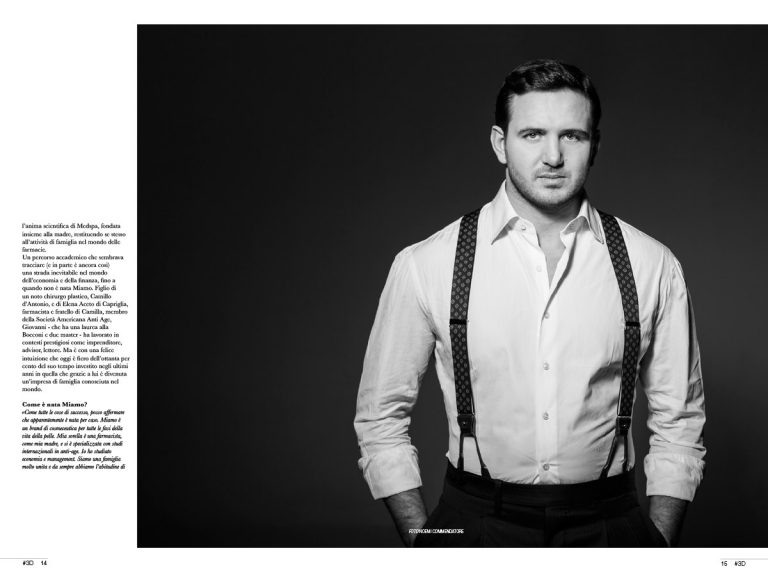 l'anima scientifica di Medspa, fondata
insieme alla madre, restituendo se stesso
all'attività di famiglia nel mondo delle
farmacie.
Un percorso accademico che sembrava
tracciare (e in parte è ancora così)
una strada inevitabile nel mondo
dell'economia e della finanza, fino a
quando non è nata Miamo. Figlio di
un noto chirurgo plastico, Camillo
d'Antonio, e di Elena Aceto di Capriglia,
farmacista e fratello di Camilla, membro
della Società Americana Anti Age,
Giovanni - che ha una laurea alla
Bocconi e due master - ha lavorato in
contesti prestigiosi come imprenditore,
advisor, lettore. Ma è con una felice
intuizione che oggi è fiero dell'ottanta per
cento del suo tempo investito negli ultimi
anni in quella che grazie a lui è divenuta
un'impresa di famiglia conosciuta nel
mondo.
Come è nata Miamo?
«Come tutte le cose di successo, posso affermare
che apparentemente è nata per caso. Miamo è
un brand di cosmeceutica per tutte le fasi della
vita della pelle. Mia sorella è una farmacista,
come mia madre, e si è specializzata con studi
internazionali in anti-age. Io ho studiato
economia e management. Siamo una famiglia
molto unita e da sempre abbiamo l'abitudine di
FOTO NOEMI COMMENDATORE
#3D 14
15 #3D